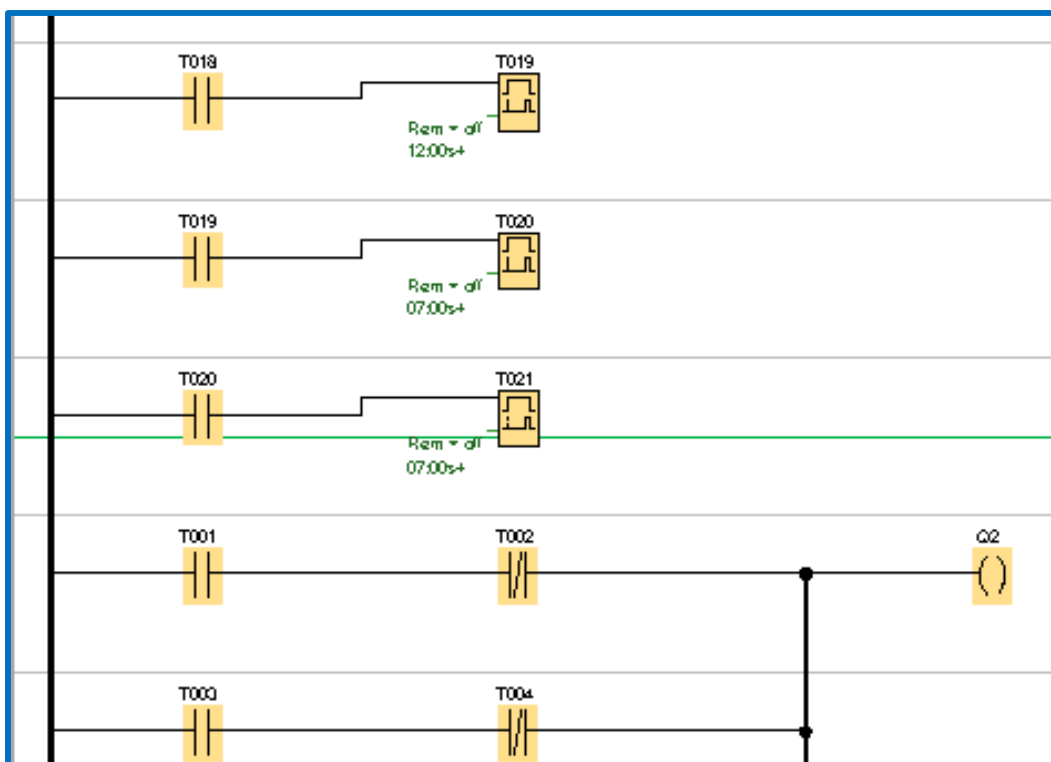 T018 T019
Rem = off
12:00s+
T019 T020
Rem = off
07:00s+
T020 T021
Rem = off
07:00s+
T001 T002 Q2
T003 T004